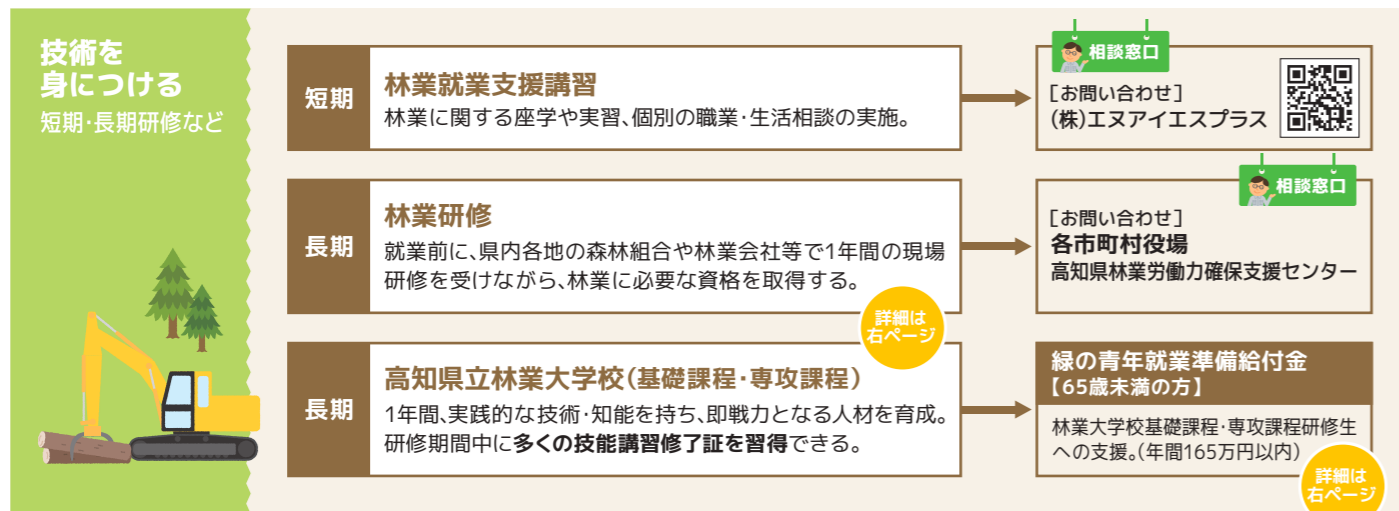 技術を
身につける
短期・長期研修など
短期
林業就業支援講習
林業に関する座学や実習、個別の職業・生活相談の実施。
相談窓口
［お問い合わせ］
(株)エヌアイエスプラス
長期
林業研修
就業前に、県内各地の森林組合や林業会社等で1年間の現場
研修を受けながら、林業に必要な資格を取得する。
相談窓口
［お問い合わせ］
各市町村役場
高知県林業労働力確保支援センター
詳細は
右ページ
長期
高知県立林業大学校（基礎課程・専攻課程）
1年間、実践的な技術・知能を持ち、即戦力となる人材を育成。
研修期間中に多くの技能講習修了証を習得できる。
緑の青年就業準備給付金
【65歳未満の方】
林業大学校基礎課程・専攻課程研修生
への支援。(年間165万円以内)
詳細は
右ページ